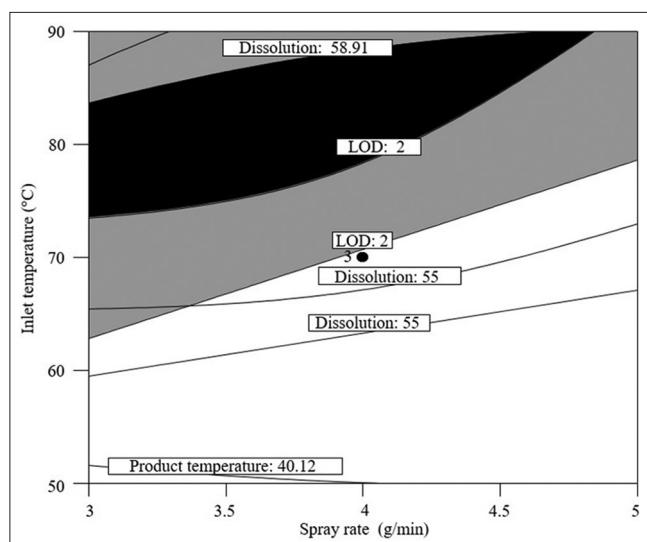 90
Dissolution: 58.91
80
LOD: 2
Inlet temperature (°C)
LOD: 2
70
3
Dissolution: 55
Dissolution: 55
60
Product temperature: 40.12
50
3
3.5
4
4.5
5
Spray rate (g/min)